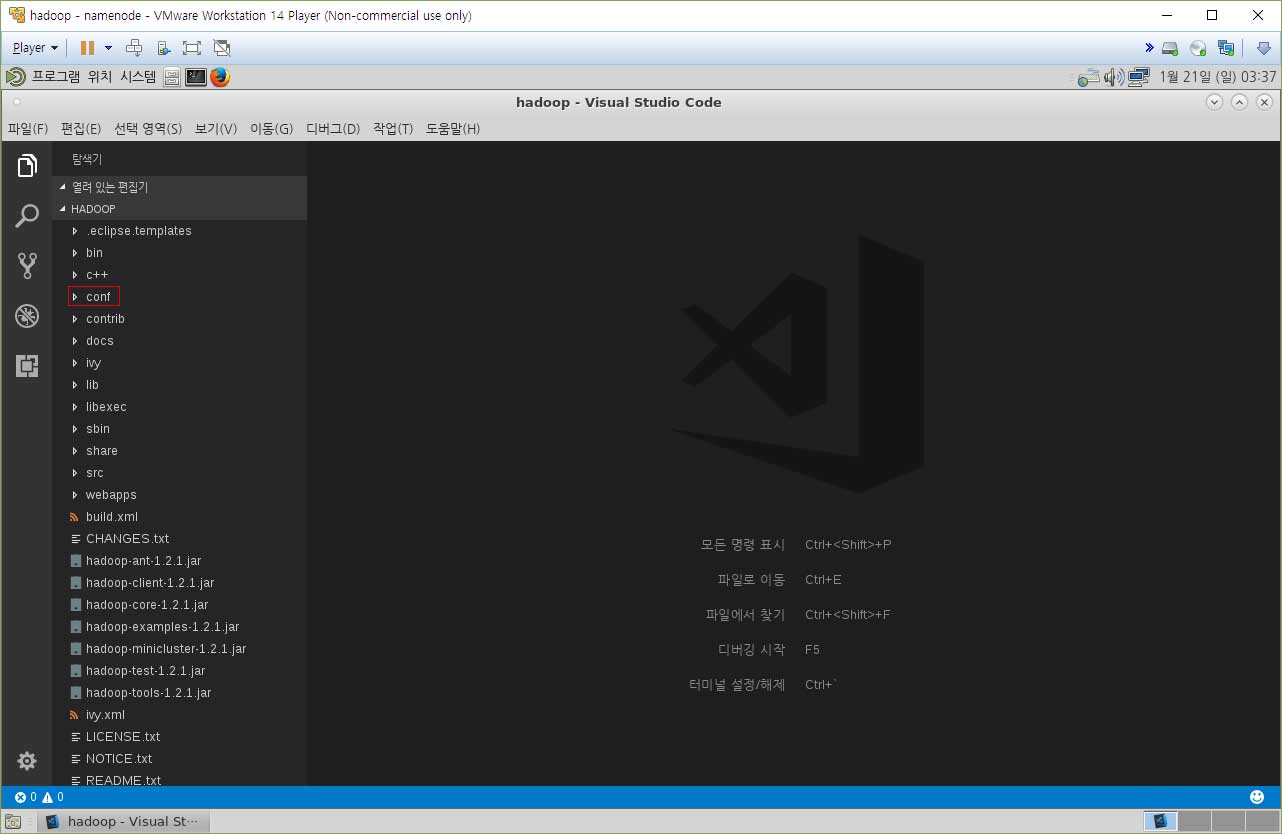 hadoop - namenode - VMware Workstation 14 Player (Non-commercial use only)
Player
프로그램 위치 시스템 1월 21일 (일) 03:37
hadoop - Visual Studio Code
파일(F) 편집(E) 선택 영역(S) 보기(V) 이동(G) 디버그(D) 작업(T) 도움말(H)
탐색기
열려 있는 편집기
HADOOP
.eclipse.templates
bin
c++
conf
contrib
docs
ivy
lib
libexec
sbin
share
src
webapps
build.xml
CHANGES.txt
hadoop-ant-1.2.1.jar
hadoop-client-1.2.1.jar
hadoop-core-1.2.1.jar
hadoop-examples-1.2.1.jar
hadoop-minicluster-1.2.1.jar
hadoop-test-1.2.1.jar
hadoop-tools-1.2.1.jar
ivy.xml
LICENSE.txt
NOTICE.txt
README.txt
모든 명령 표시 Ctrl+<Shift>+P
파일로 이동 Ctrl+E
파일에서 찾기 Ctrl+<Shift>+F
디버깅 시작 F5
터미널 설정/해제 Ctrl+`
0 0
hadoop - Visual St···